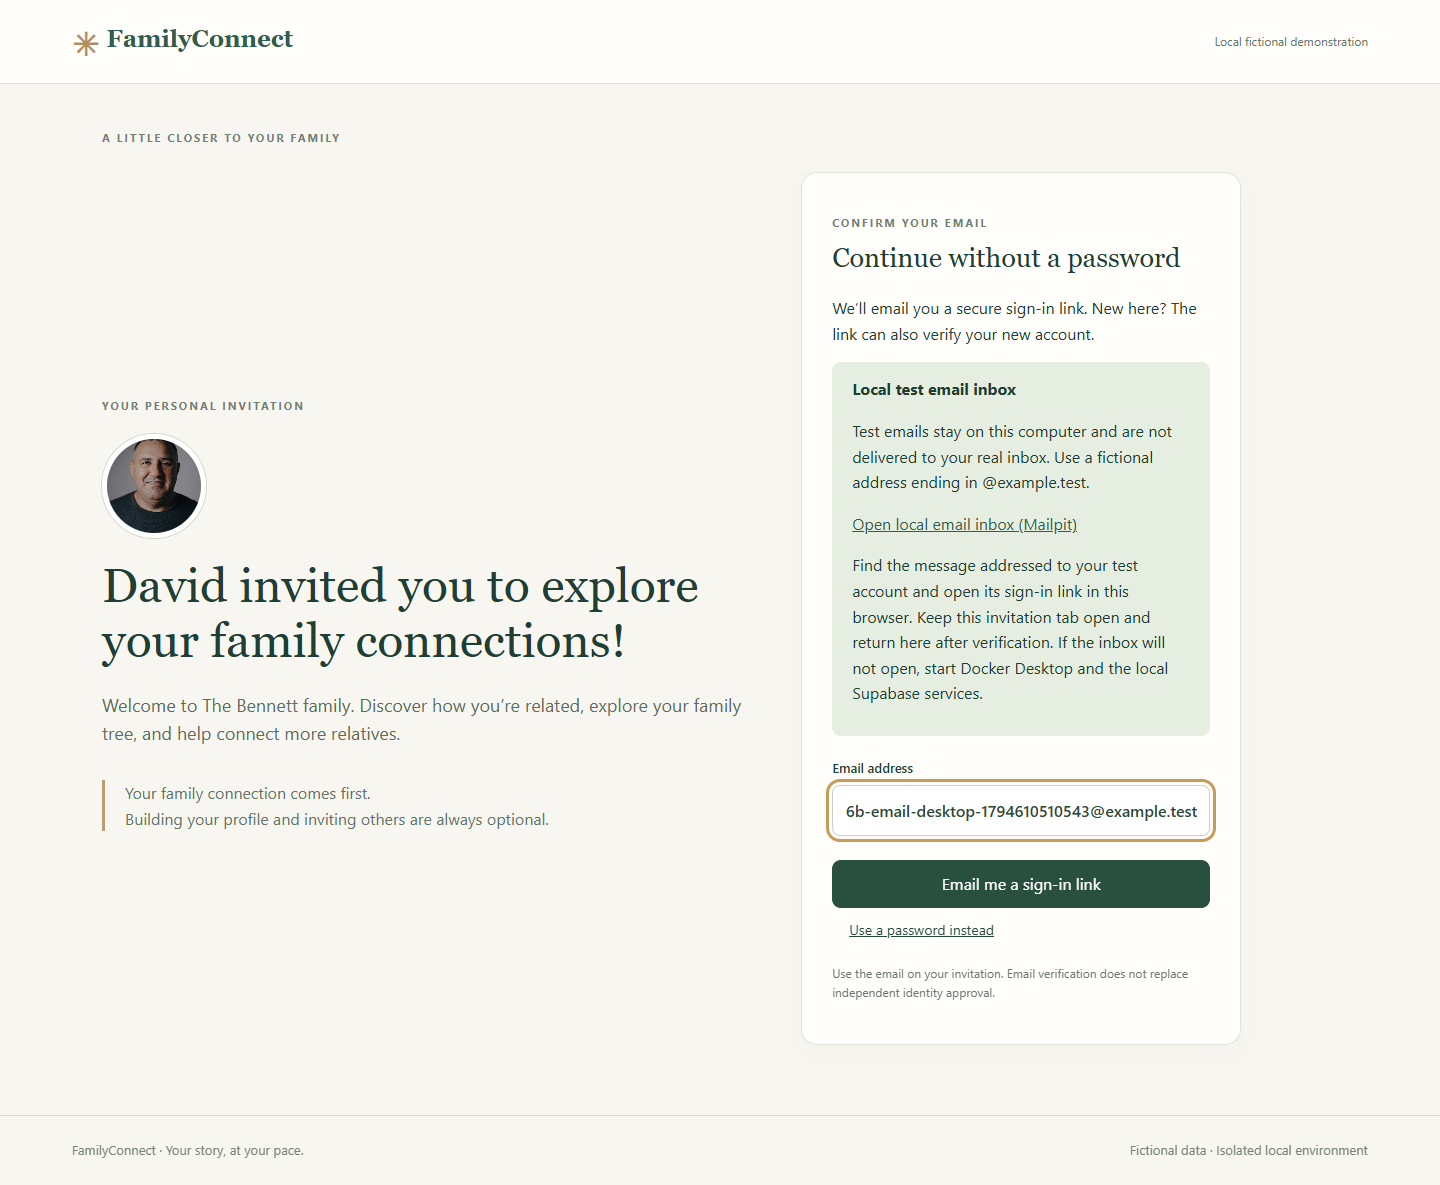 FamilyConnect
Local fictional demonstration
A LITTLE CLOSER TO YOUR FAMILY
YOUR PERSONAL INVITATION
David invited you to explore
your family connections!
Welcome to The Bennett family. Discover how you’re related, explore your family
tree, and help connect more relatives.
Your family connection comes first.
Building your profile and inviting others are always optional.
CONFIRM YOUR EMAIL
Continue without a password
We’ll email you a secure sign-in link. New here? The
link can also verify your new account.
Local test email inbox
Test emails stay on this computer and are not
delivered to your real inbox. Use a fictional
address ending in @example.test.
Open local email inbox (Mailpit)
Find the message addressed to your test
account and open its sign-in link in this
browser. Keep this invitation tab open and
return here after verification. If the inbox will
not open, start Docker Desktop and the local
Supabase services.
Email address
6b-email-desktop-1794610510543@example.test
Email me a sign-in link
Use a password instead
Use the email on your invitation. Email verification does not replace
independent identity approval.
FamilyConnect · Your story, at your pace.
Fictional data · Isolated local environment